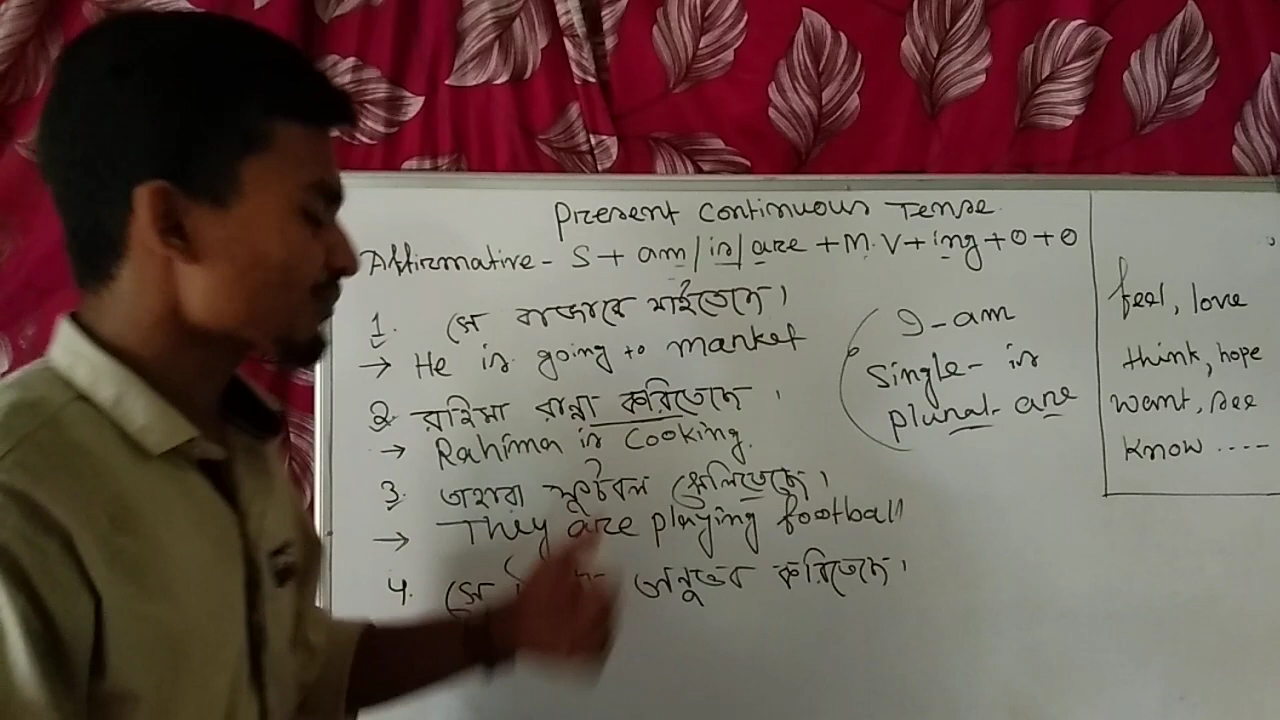 Present Continuous Tense
Affirmative - S + am/is/are + M.V + ing + O + O
1. সে বাজারে যাইতেছে।
→ He is going to market
2. রহিমা রান্না করিতেছে।
→ Rahima is cooking.
3. তাহারা ফুটবল খেলিতেছে।
→ They are playing football
4. সে অনুভব করিতেছে।
I - am
Single - is
plural - are
feel, love
think, hope
want, see
know ----